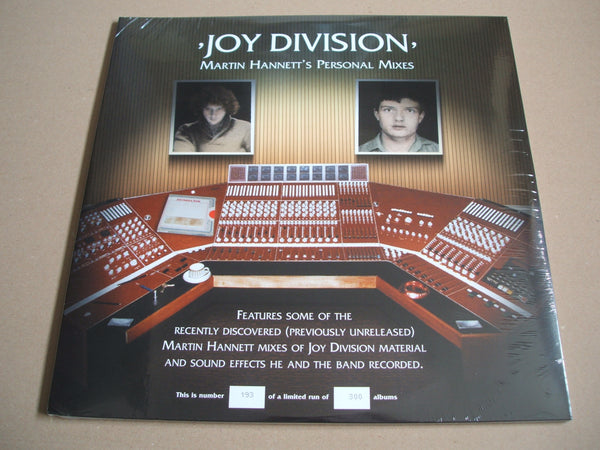 ,JOY DIVISION,
MARTIN HANNETT'S PERSONAL MIXES
FEATURES SOME OF THE
RECENTLY DISCOVERED (PREVIOUSLY UNRELEASED)
MARTIN HANNETT MIXES OF JOY DIVISION MATERIAL
AND SOUND EFFECTS HE AND THE BAND RECORDED.
This is number 193 of a limited run of 300 albums